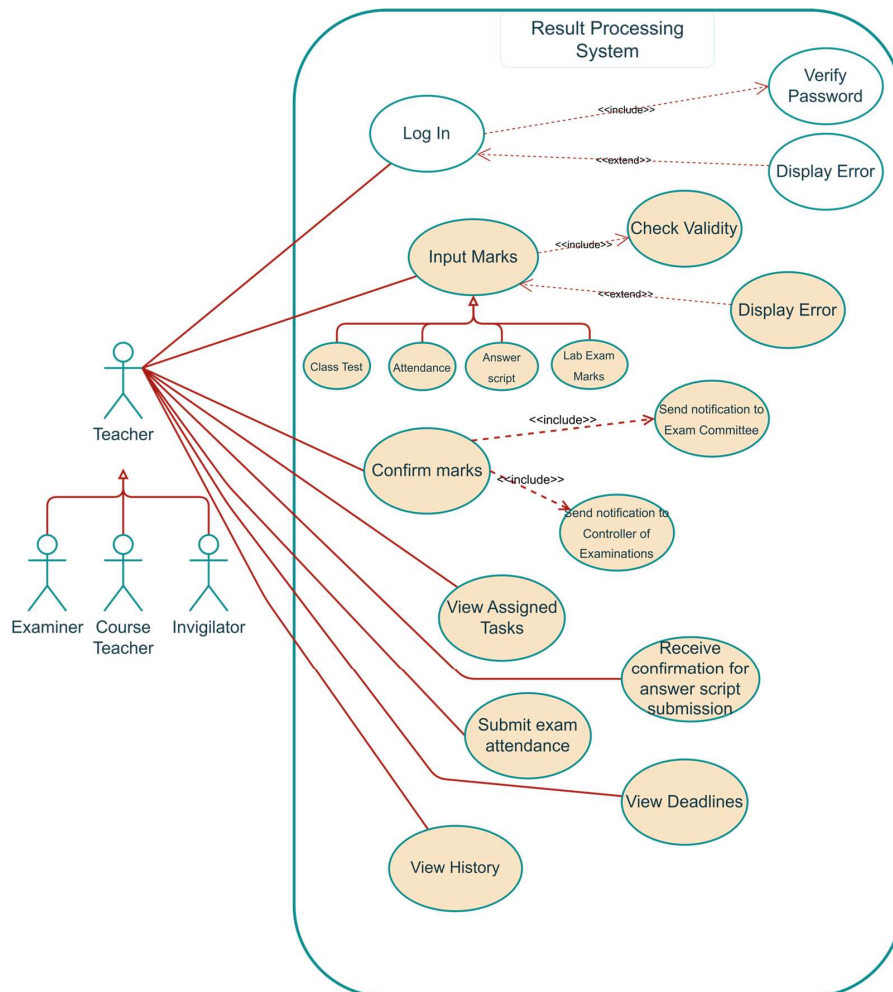 Result Processing
System
Verify
Password
<<include>>
Log In
<<extend>>
Display Error
Check Validity
<<include>>
Input Marks
<<extend>>
Display Error
Class Test
Attendance
Answer
script
Lab Exam
Marks
Teacher
Send notification to
Exam Committee
<<include>>
Confirm marks
<<include>>
Send notification to
Controller of
Examinations
Examiner
Course
Teacher
Invigilator
View Assigned
Tasks
Receive
confirmation for
answer script
submission
Submit exam
attendance
View Deadlines
View History